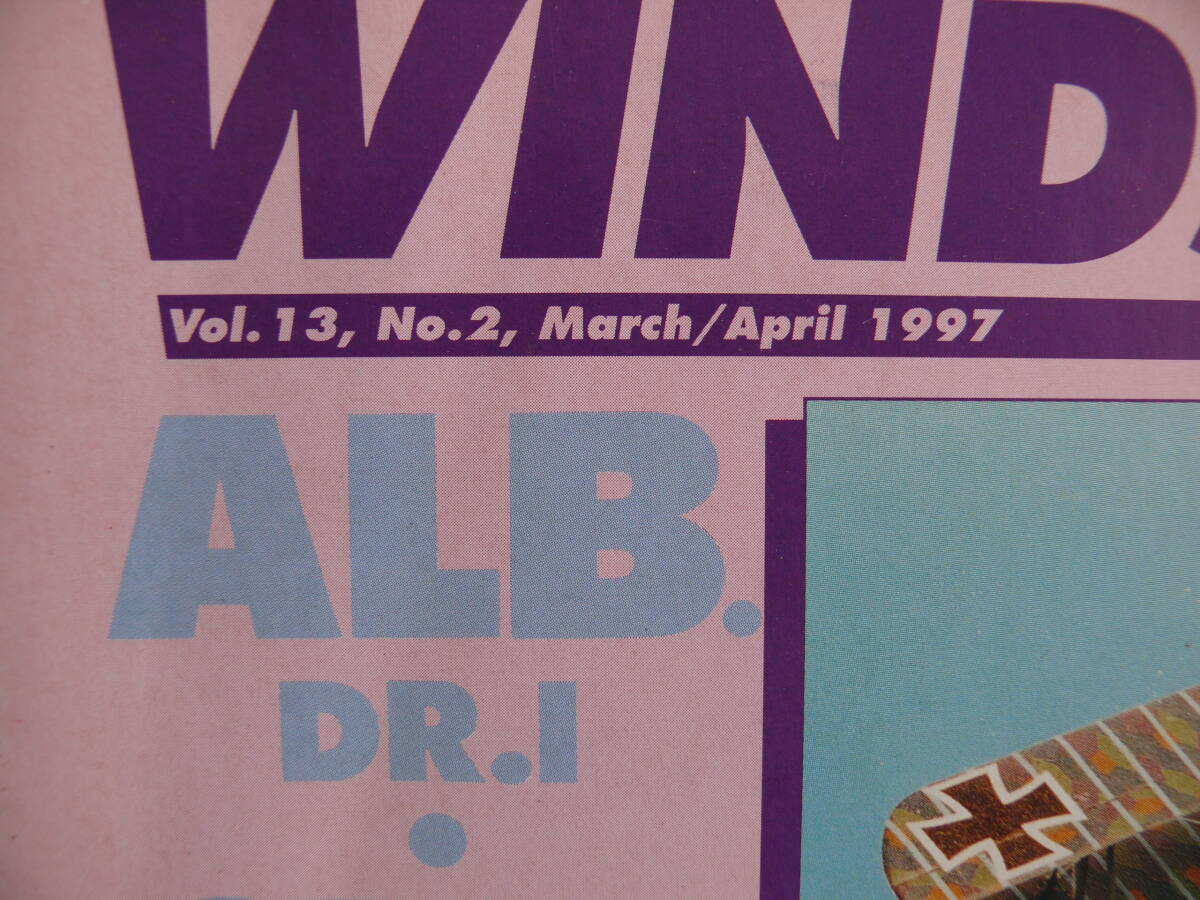 WIND
Vol. 13, No.2, March/April 1997
ALB.
DR.I
•